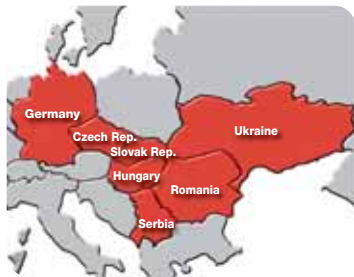 Germany
Czech Rep.
Slovak Rep.
Ukraine
Hungary
Romania
Serbia